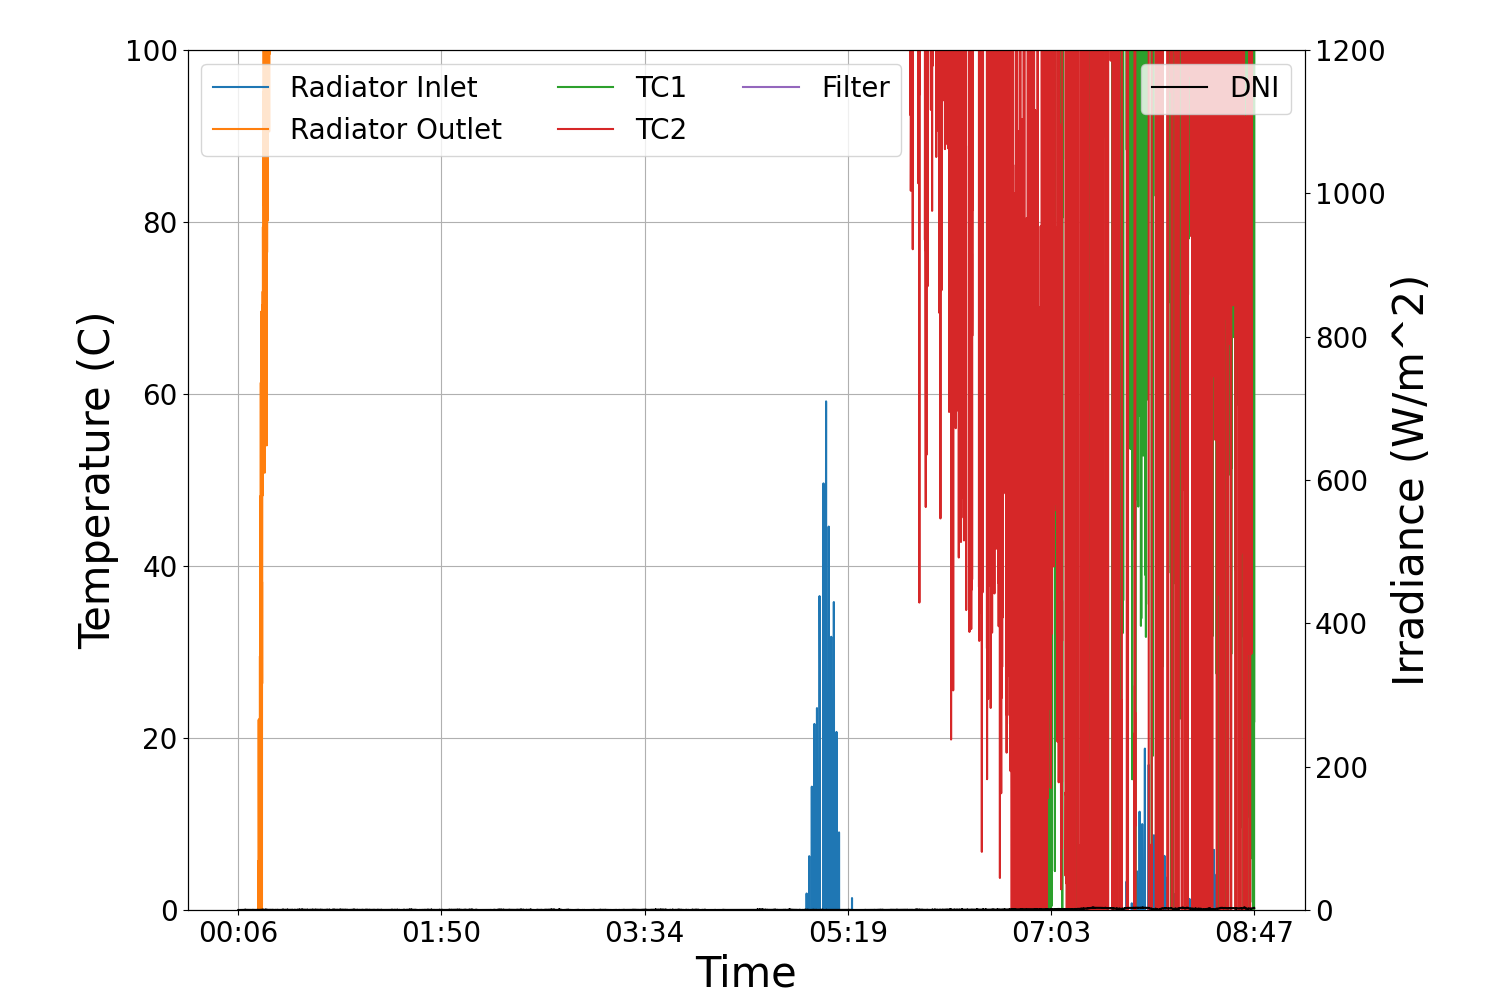 100
80
60
40
20
0
Temperature (C)
Radiator Inlet
Radiator Outlet
TC1
TC2
Filter
DNI
1200
1000
800
600
400
200
0
Irradiance (W/m^2)
00:06 01:50 03:34 05:19 07:03 08:47
Time